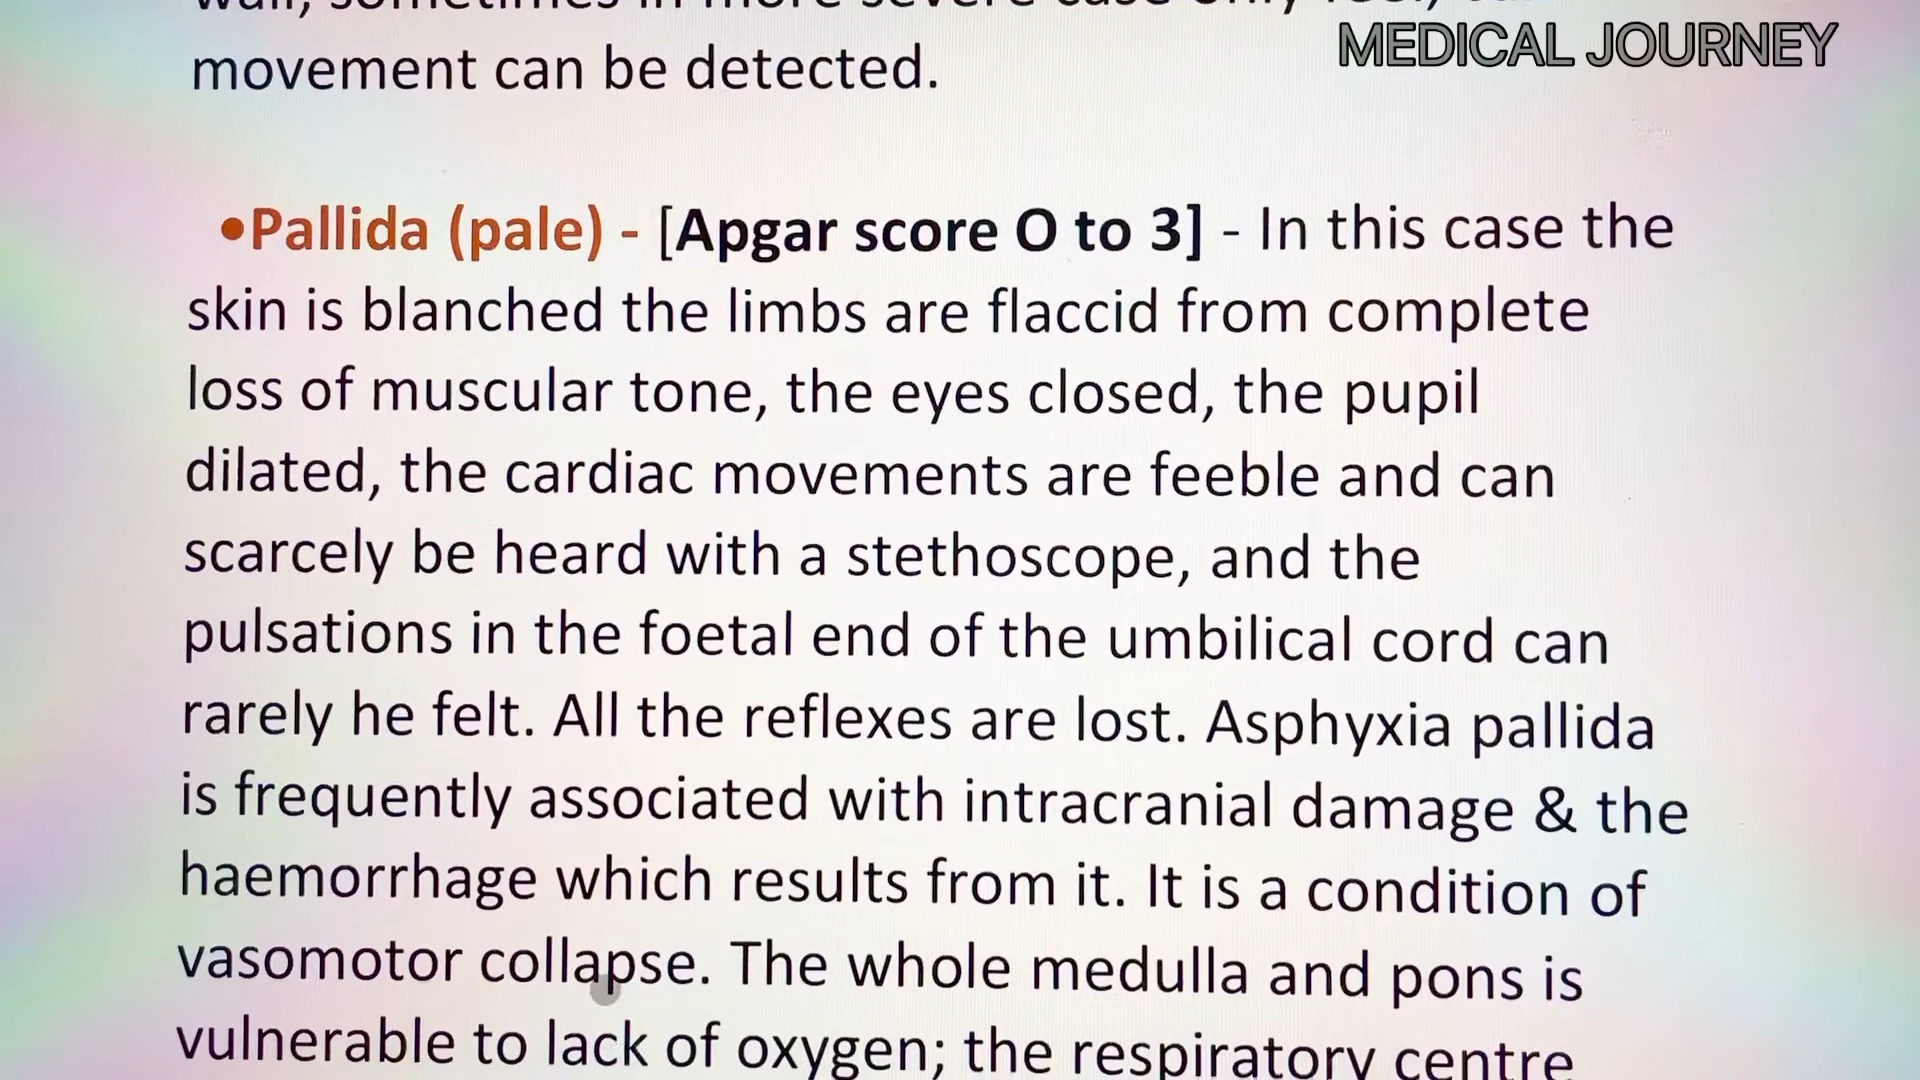 MEDICAL JOURNEY
movement can be detected.
•Pallida (pale) - [Apgar score O to 3] - In this case the
skin is blanched the limbs are flaccid from complete
loss of muscular tone, the eyes closed, the pupil
dilated, the cardiac movements are feeble and can
scarcely be heard with a stethoscope, and the
pulsations in the foetal end of the umbilical cord can
rarely he felt. All the reflexes are lost. Asphyxia pallida
is frequently associated with intracranial damage & the
haemorrhage which results from it. It is a condition of
vasomotor collapse. The whole medulla and pons is
vulnerable to lack of oxygen; the respiratory centre